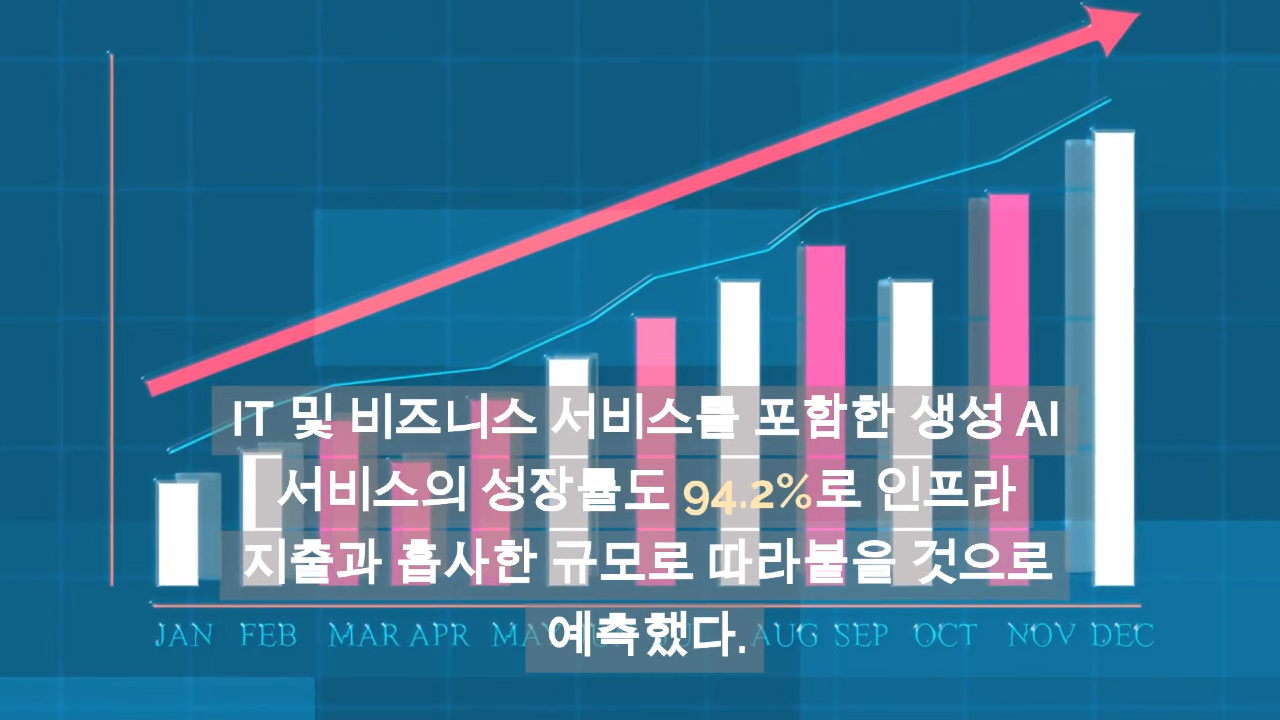 IT 및 비즈니스 서비스를 포함한 생성 AI
서비스의 성장률도 94.2%로 인프라
지출과 흡사한 규모로 따라붙을 것으로
예측했다.
JAN FEB MAR APR AUG SEP OCT NOV DEC